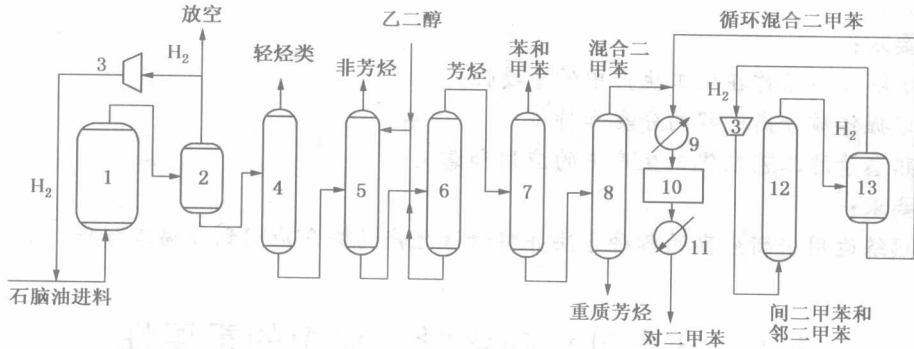 放空
乙二醇
循环混合二甲苯
H₂
3
轻烃类
非芳烃
芳烃
苯和
甲苯
混合二
甲苯
H₂
H₂
3
H₂
1
2
4
5
6
7
8
9
10
11
12
13
石脑油进料
重质芳烃
对二甲苯
间二甲苯和
邻二甲苯